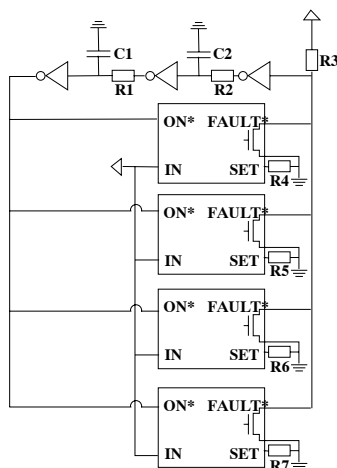 C1 C2
R3
R1 R2
ON* FAULT*
R4
IN SET
ON* FAULT*
R5
IN SET
ON* FAULT*
R6
IN SET
ON* FAULT*
R7
IN SET